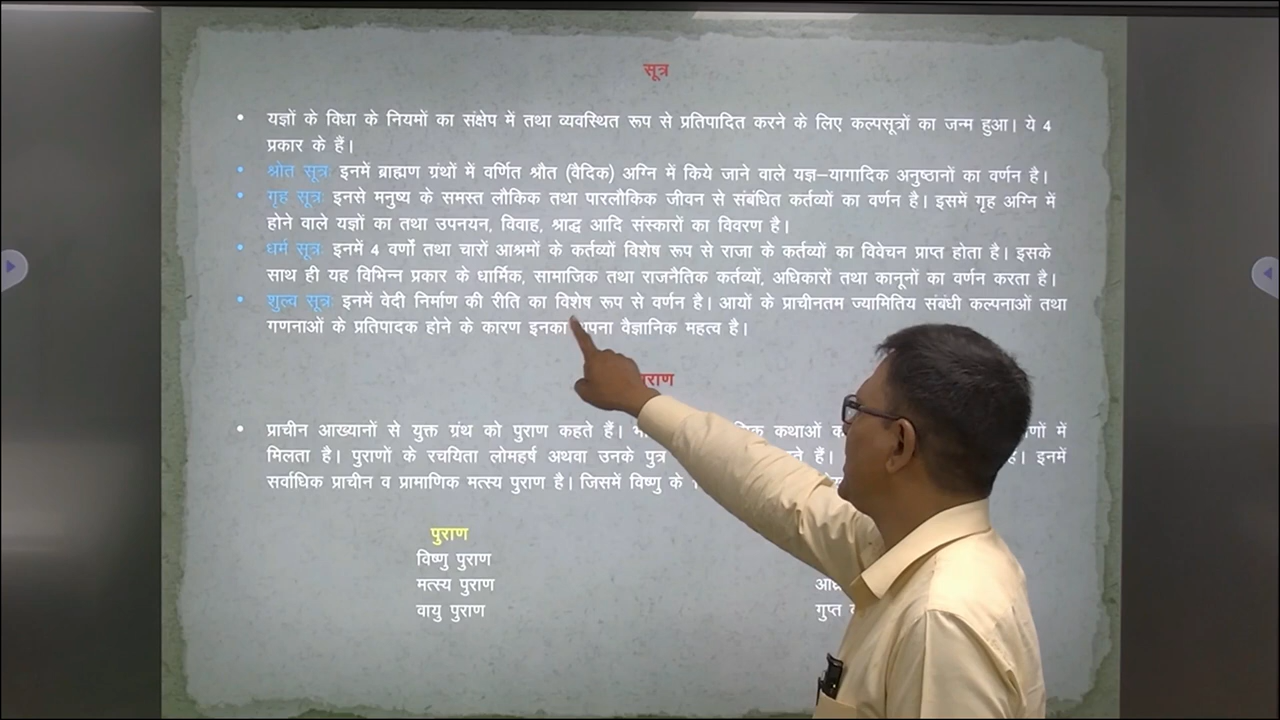 सूत्र
• यज्ञों के विधा के नियमों का संक्षेप में तथा व्यवस्थित रूप से प्रतिपादित करने के लिए कल्पसूत्रों का जन्म हुआ। ये 4
प्रकार के हैं।
• श्रोत सूत्रः इनमें ब्राह्मण ग्रंथों में वर्णित श्रौत (वैदिक) अग्नि में किये जाने वाले यज्ञ–यागादिक अनुष्ठानों का वर्णन है।
• गृह सूत्रः इनसे मनुष्य के समस्त लौकिक तथा पारलौकिक जीवन से संबंधित कर्तव्यों का वर्णन है। इसमें गृह अग्नि में
होने वाले यज्ञों का तथा उपनयन, विवाह, श्राद्ध आदि संस्कारों का विवरण है।
• धर्म सूत्रः इनमें 4 वर्णों तथा चारों आश्रमों के कर्तव्यों विशेष रूप से राजा के कर्तव्यों का विवेचन प्राप्त होता है। इसके
साथ ही यह विभिन्न प्रकार के धार्मिक, सामाजिक तथा राजनैतिक कर्तव्यों, अधिकारों तथा कानूनों का वर्णन करता है।
• शुल्व सूत्रः इनमें वेदी निर्माण की रीति का विशेष रूप से वर्णन है। आयों के प्राचीनतम ज्यामितिय संबंधी कल्पनाओं तथा
गणनाओं के प्रतिपादक होने के कारण इनका वैज्ञानिक महत्व है।
• प्राचीन आख्यानों से युक्त ग्रंथ को पुराण कहते हैं। कथाओं में
मिलता है। पुराणों के रचयिता लोमहर्ष अथवा उनके पुत्र हैं। इनमें
सर्वाधिक प्राचीन व प्रामाणिक मत्स्य पुराण है। जिसमें विष्णु के
पुराण
विष्णु पुराण
मत्स्य पुराण
वायु पुराण गुप्त